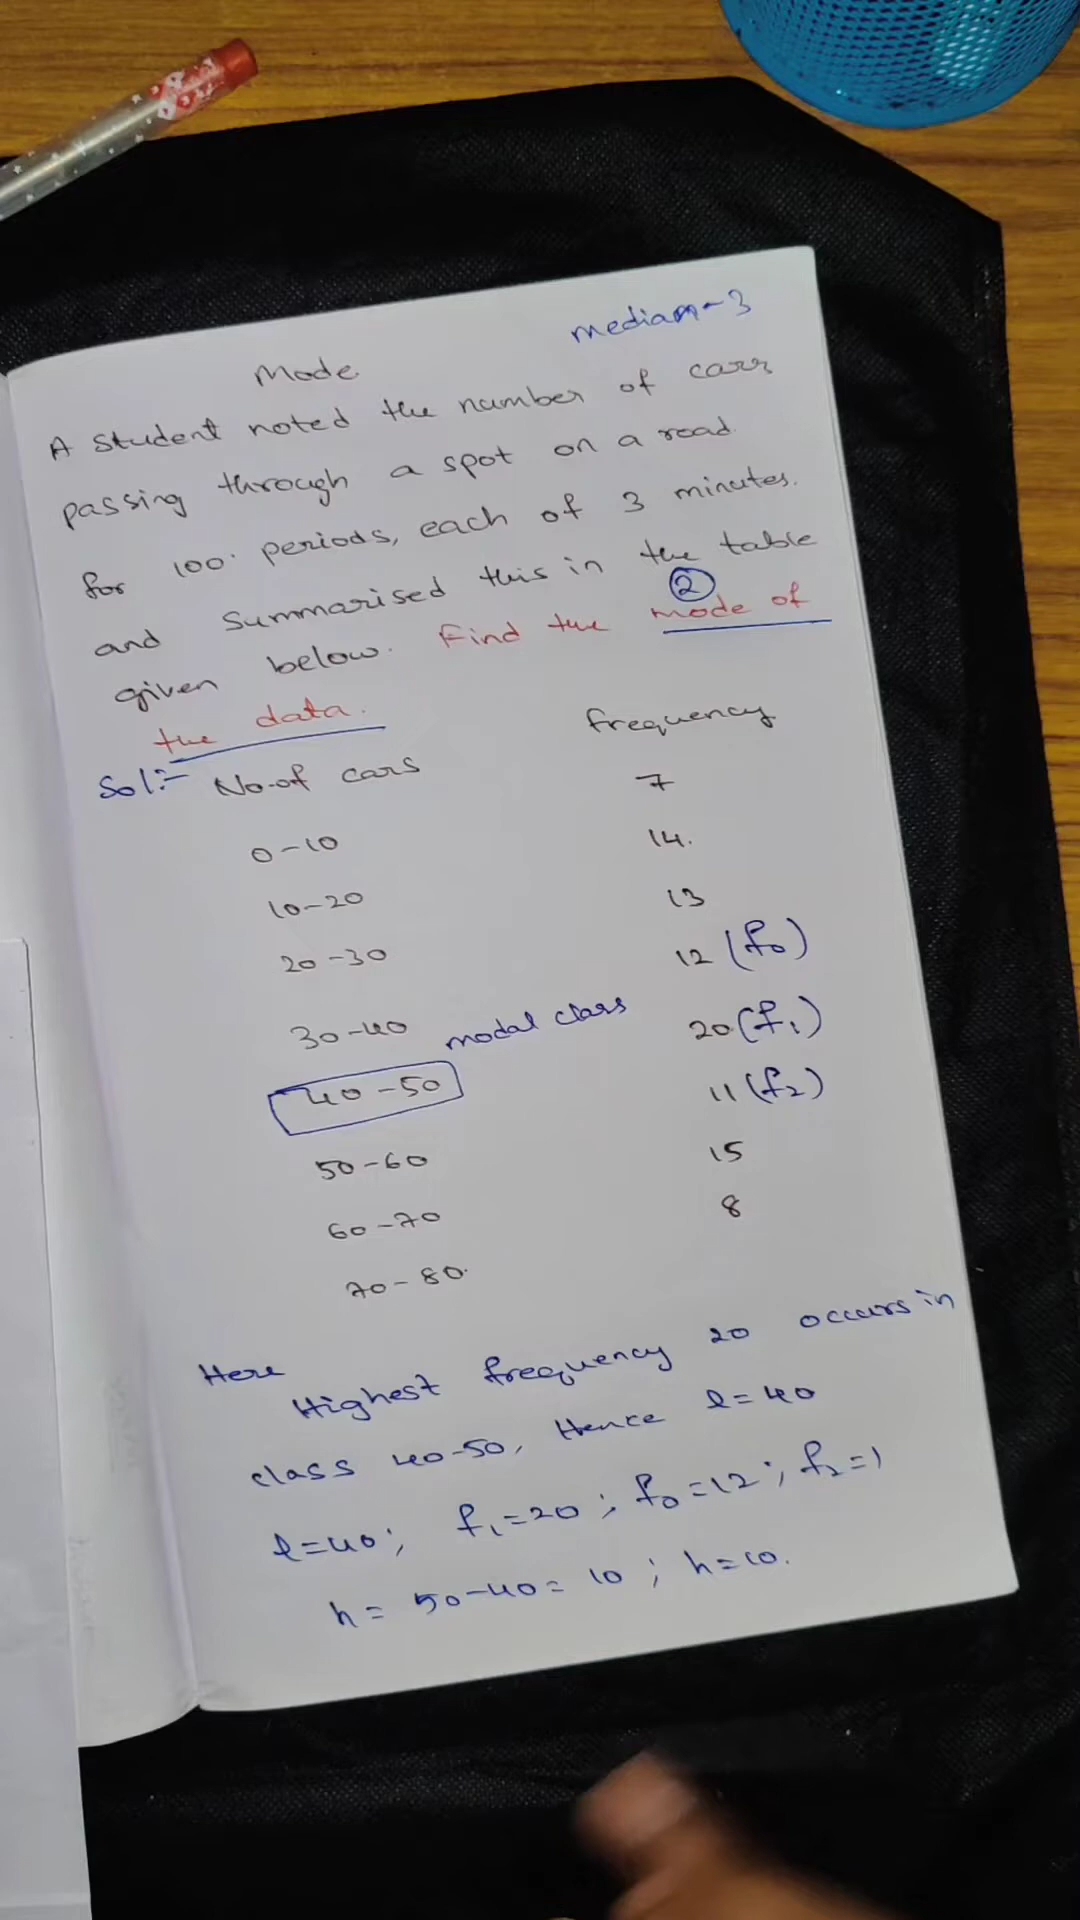 median-3
Mode
A student noted the number of cars
passing through a spot on a road
for 100 periods, each of 3 minutes.
and summarised this in the table
②
given below. Find the mode of
the data.
Sol:- No.of cars frequency
0-10 7
10-20 14.
20-30 13
30-40 12 (f0)
modal class
40-50 20 (f1)
50-60 11 (f2)
60-70 15
70-80. 8
Here
Highest frequency 20 occurs in
class 40-50, Hence l=40
l=40; f1=20; f0=12; f2=1
h = 50-40= 10 ; h=10.